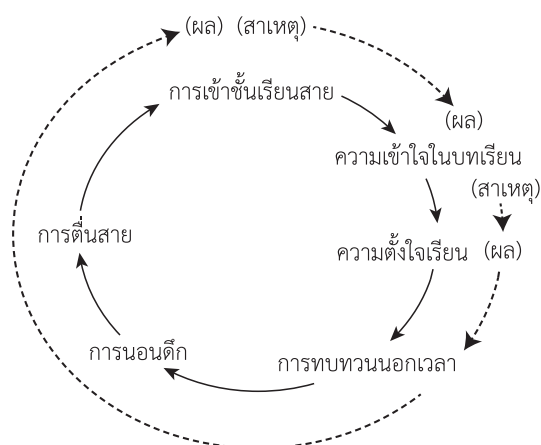 (ผล) (สาเหตุ)
การเข้าชั้นเรียนสาย
(ผล)
ความเข้าใจในบทเรียน
(สาเหตุ)
การตื่นสาย
ความตั้งใจเรียน (ผล)
การนอนดึก
การทบทวนนอกเวลา